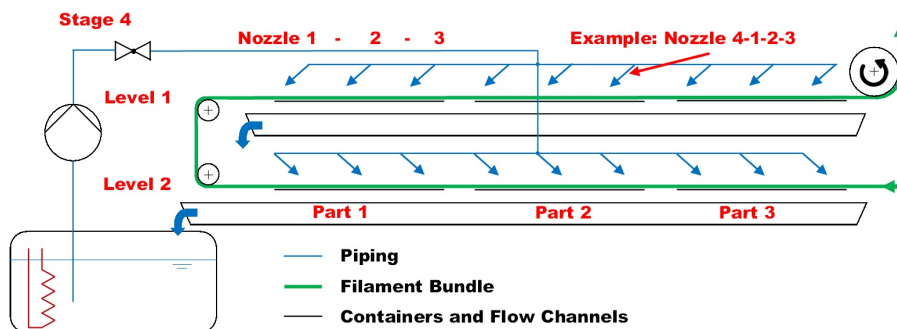 Stage 4
Nozzle 1 - 2 - 3
Example: Nozzle 4-1-2-3
Level 1
Level 2
Part 1
Part 2
Part 3
Piping
Filament Bundle
Containers and Flow Channels